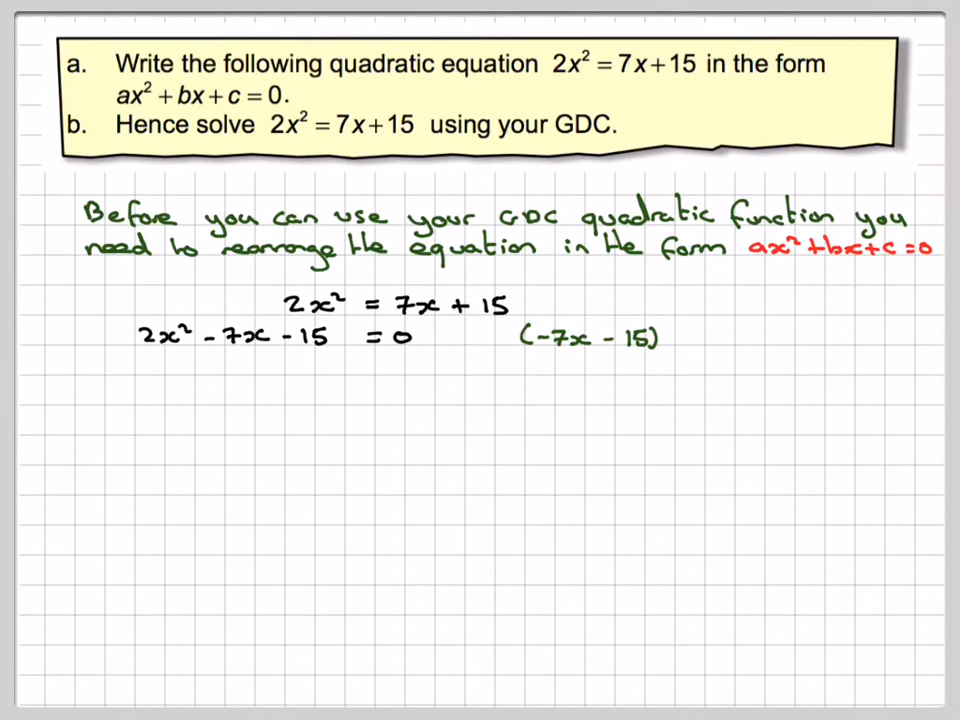 a. Write the following quadratic equation 2x² = 7x + 15 in the form
ax² + bx + c = 0.
b. Hence solve 2x² = 7x + 15 using your GDC.
Before you can use your GDC quadratic function you
need to rearrange the equation in the form ax² + bx + c = 0
2x² = 7x + 15
2x² - 7x - 15 = 0 (-7x - 15)